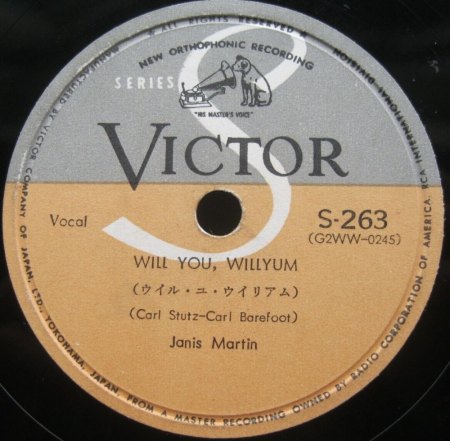 ® ALL RIGHTS RESERVED ®
NEW ORTHOPHONIC RECORDING
SERIES S
"HIS MASTER'S VOICE"
VICTOR
Vocal
S-263
(G2WW-0245)
WILL YOU, WILLYUM
(ウイル・ユ・ウイリアム)
(Carl Stutz-Carl Barefoot)
Janis Martin
MANUFACTURED BY VICTOR COMPANY OF JAPAN, LTD., YOKOHAMA, JAPAN, FROM A MASTER RECORDING OWNED BY RADIO CORPORATION OF AMERICA, RCA INTERNATIONAL DIVISION